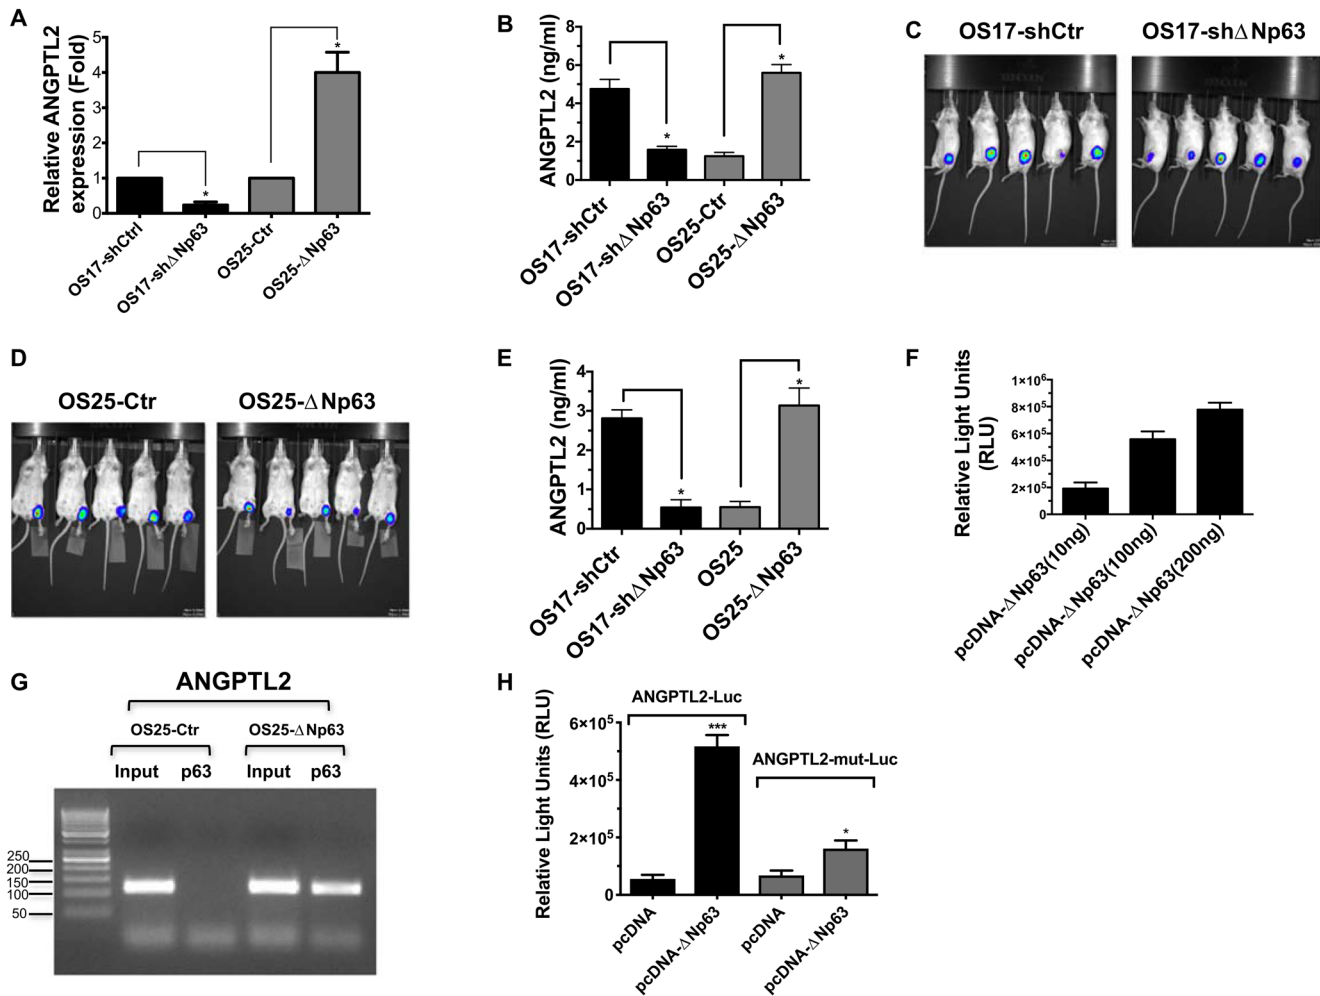 A
Relative ANGPTL2
expression (Fold)
5
4
3
2
1
0
*
*
OS17-shCtrl
OS17-shΔNp63
OS25-Ctr
OS25-ΔNp63
B
ANGPTL2 (ng/ml)
8
6
4
2
0
*
*
OS17-shCtr
OS17-shΔNp63
OS25-Ctr
OS25-ΔNp63
C
OS17-shCtr
OS17-shΔNp63
D
OS25-Ctr
OS25-ΔNp63
E
ANGPTL2 (ng/ml)
4
3
2
1
0
*
*
OS17-shCtr
OS17-shΔNp63
OS25
OS25-ΔNp63
F
Relative Light Units
(RLU)
1×10⁶
8×10⁵
6×10⁵
4×10⁵
2×10⁵
0
pcDNA-ΔNp63(10ng)
pcDNA-ΔNp63(100ng)
pcDNA-ΔNp63(200ng)
G
ANGPTL2
OS25-Ctr
OS25-ΔNp63
Input p63 Input p63
250
200
150
100
50
H
Relative Light Units (RLU)
6×10⁵
4×10⁵
2×10⁵
0
ANGPTL2-Luc
***
ANGPTL2-mut-Luc
*
pcDNA
pcDNA-ΔNp63
pcDNA
pcDNA-ΔNp63